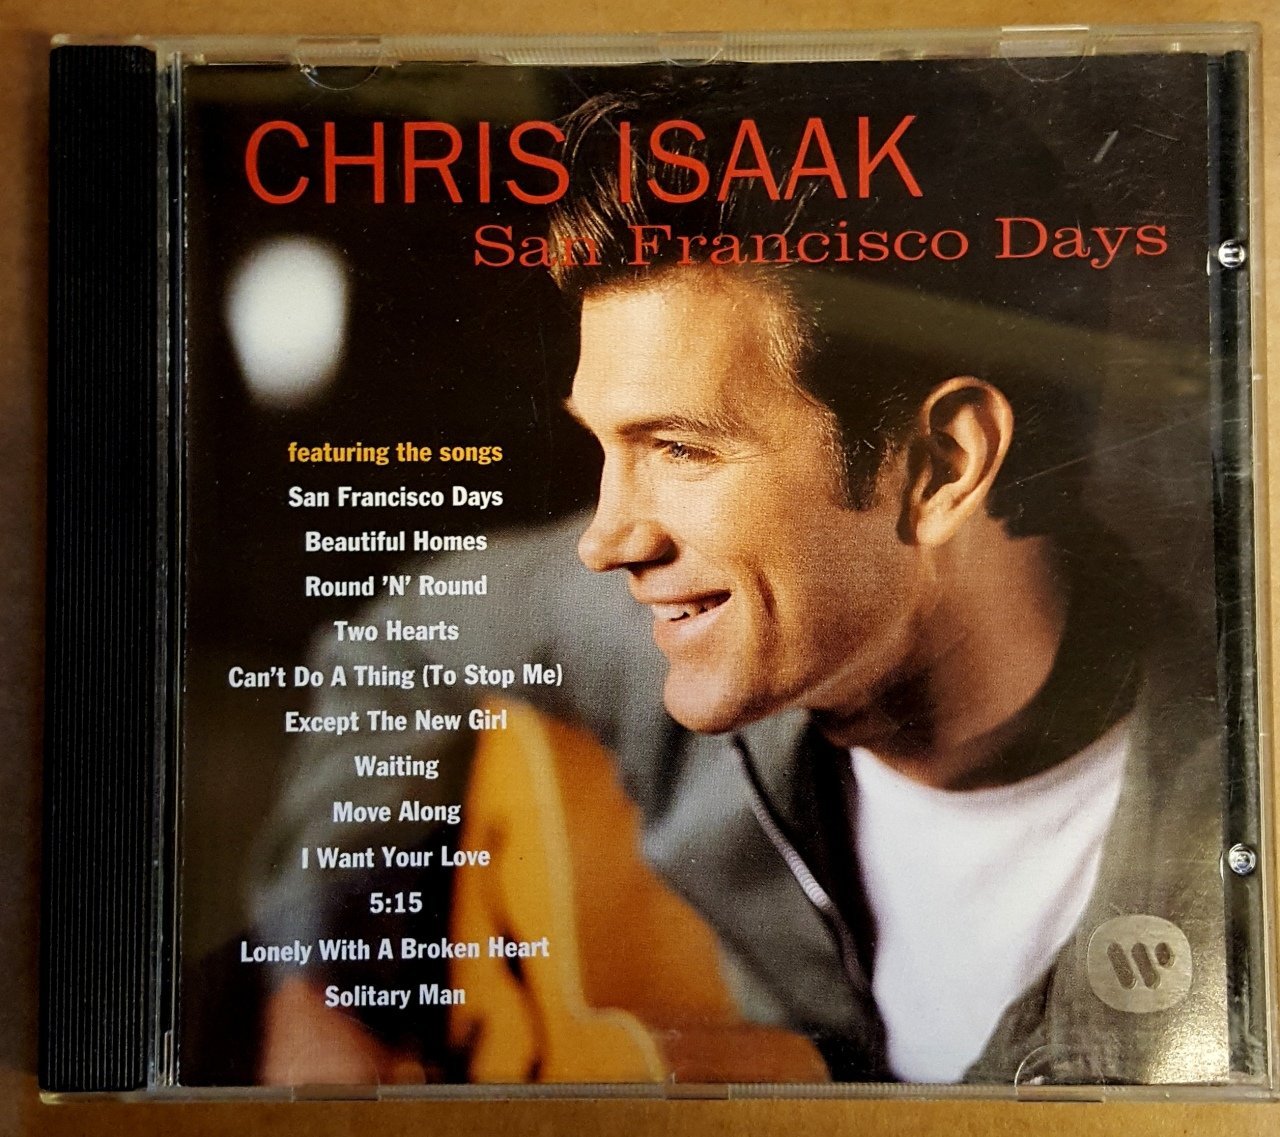 CHRIS ISAAK
San Francisco Days
featuring the songs
San Francisco Days
Beautiful Homes
Round 'N' Round
Two Hearts
Can't Do A Thing (To Stop Me)
Except The New Girl
Waiting
Move Along
I Want Your Love
5:15
Lonely With A Broken Heart
Solitary Man